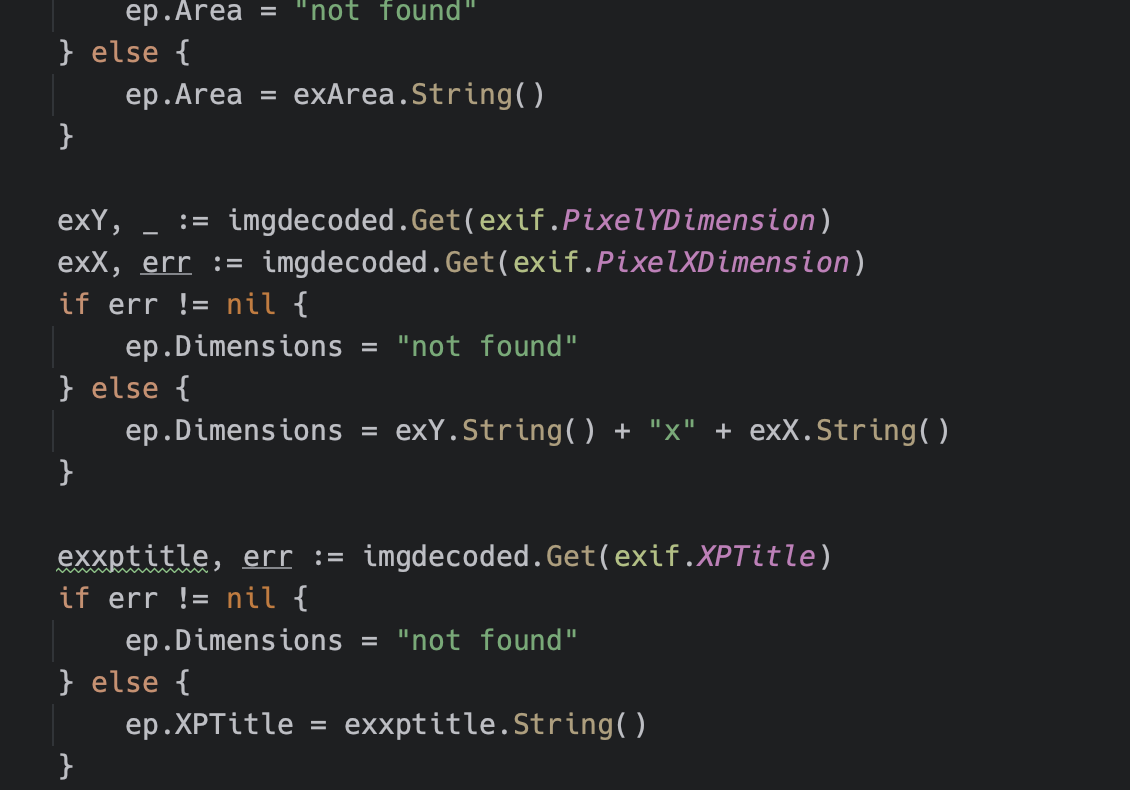 ep.Area = "not found"
} else {
ep.Area = exArea.String()
}
exY, _ := imgdecoded.Get(exif.PixelYDimension)
exX, err := imgdecoded.Get(exif.PixelXDimension)
if err != nil {
ep.Dimensions = "not found"
} else {
ep.Dimensions = exY.String() + "x" + exX.String()
}
exxptitle, err := imgdecoded.Get(exif.XPTitle)
if err != nil {
ep.Dimensions = "not found"
} else {
ep.XPTitle = exxptitle.String()
}